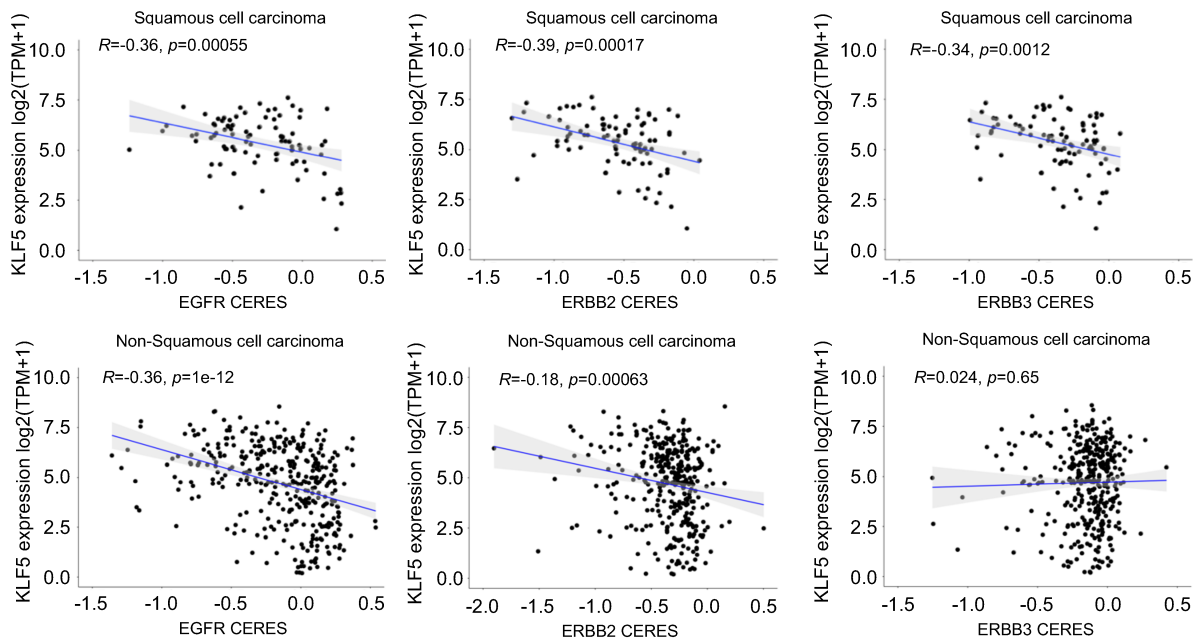 Squamous cell carcinoma
R=-0.36, p=0.00055
KLF5 expression log2(TPM+1)
10.0
7.5
5.0
2.5
0.0
-1.5 -1.0 -0.5 0.0 0.5
EGFR CERES
Squamous cell carcinoma
R=-0.39, p=0.00017
KLF5 expression log2(TPM+1)
10.0
7.5
5.0
2.5
0.0
-1.5 -1.0 -0.5 0.0 0.5
ERBB2 CERES
Squamous cell carcinoma
R=-0.34, p=0.0012
KLF5 expression log2(TPM+1)
10.0
7.5
5.0
2.5
0.0
-1.5 -1.0 -0.5 0.0 0.5
ERBB3 CERES
Non-Squamous cell carcinoma
R=-0.36, p=1e-12
KLF5 expression log2(TPM+1)
10.0
7.5
5.0
2.5
0.0
-1.5 -1.0 -0.5 0.0 0.5
EGFR CERES
Non-Squamous cell carcinoma
R=-0.18, p=0.00063
KLF5 expression log2(TPM+1)
10.0
7.5
5.0
2.5
0.0
-2.0 -1.5 -1.0 -0.5 0.0 0.5
ERBB2 CERES
Non-Squamous cell carcinoma
R=0.024, p=0.65
KLF5 expression log2(TPM+1)
10.0
7.5
5.0
2.5
0.0
-1.5 -1.0 -0.5 0.0 0.5
ERBB3 CERES